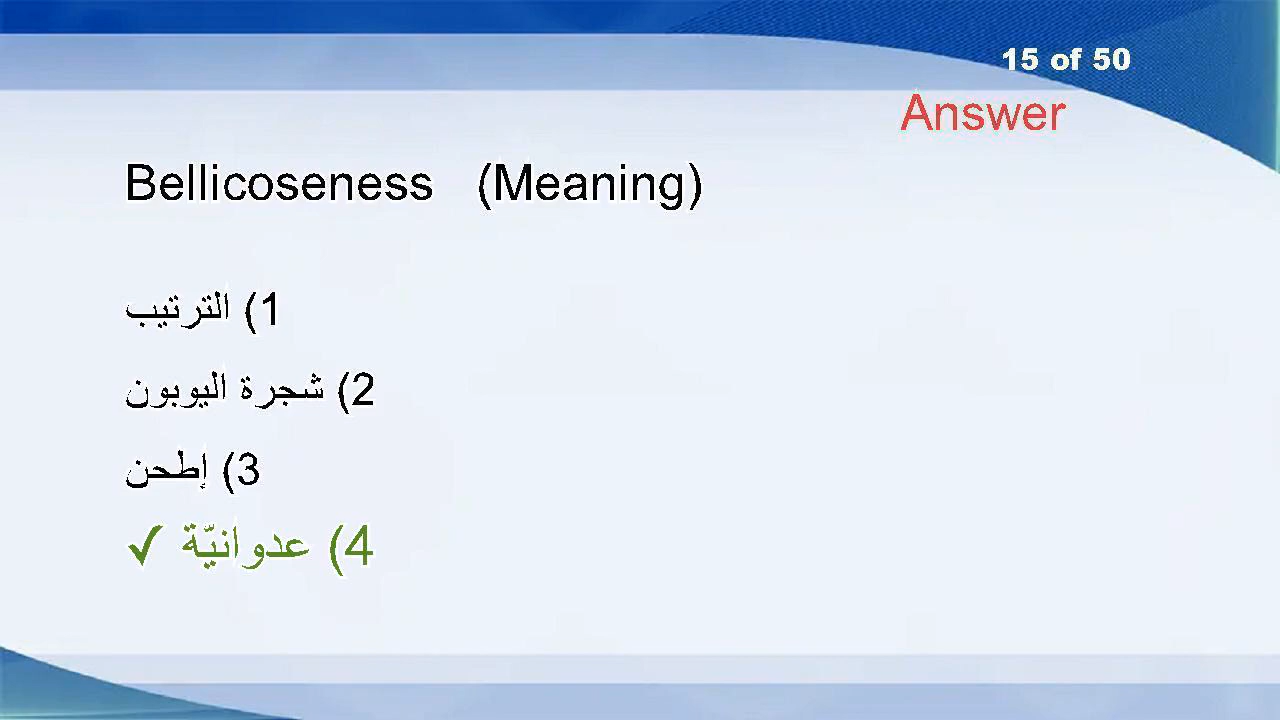 15 of 50
Answer
Bellicoseness (Meaning)
1) الترتيب
2) شجرة اليوبون
3) إطحن
4) عدوانيّة ✓